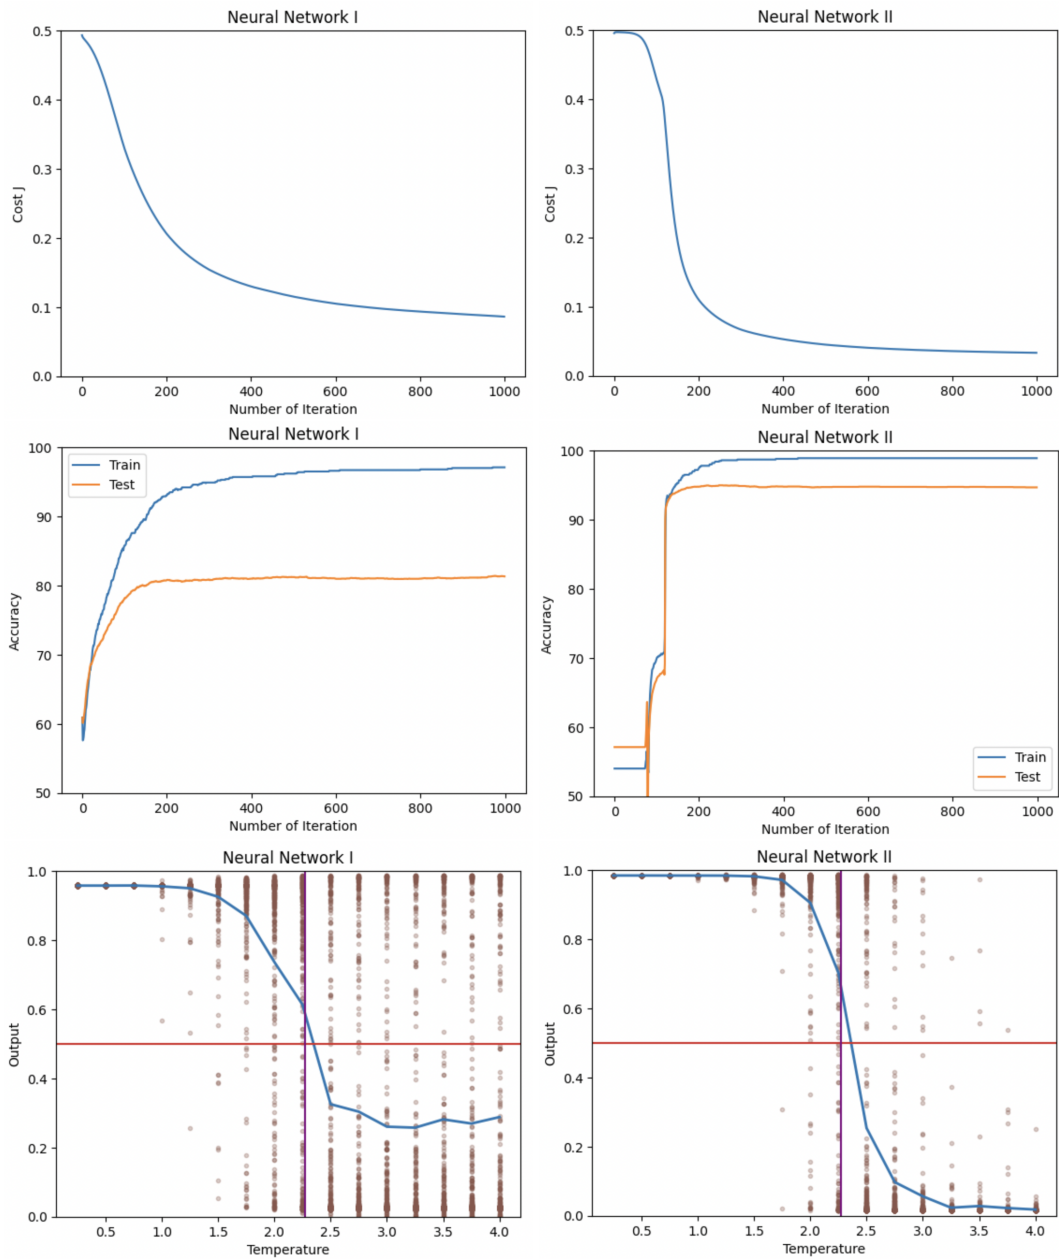 Neural Network I
0.5
0.4
0.3
0.2
0.1
0.0
Cost J
0 200 400 600 800 1000
Number of Iteration
Neural Network II
0.5
0.4
0.3
0.2
0.1
0.0
Cost J
0 200 400 600 800 1000
Number of Iteration
Neural Network I
100
90
80
70
60
50
Accuracy
Train
Test
0 200 400 600 800 1000
Number of Iteration
Neural Network II
100
90
80
70
60
50
Accuracy
Train
Test
0 200 400 600 800 1000
Number of Iteration
Neural Network I
1.0
0.8
0.6
0.4
0.2
0.0
Output
0.5 1.0 1.5 2.0 2.5 3.0 3.5 4.0
Temperature
Neural Network II
1.0
0.8
0.6
0.4
0.2
0.0
Output
0.5 1.0 1.5 2.0 2.5 3.0 3.5 4.0
Temperature